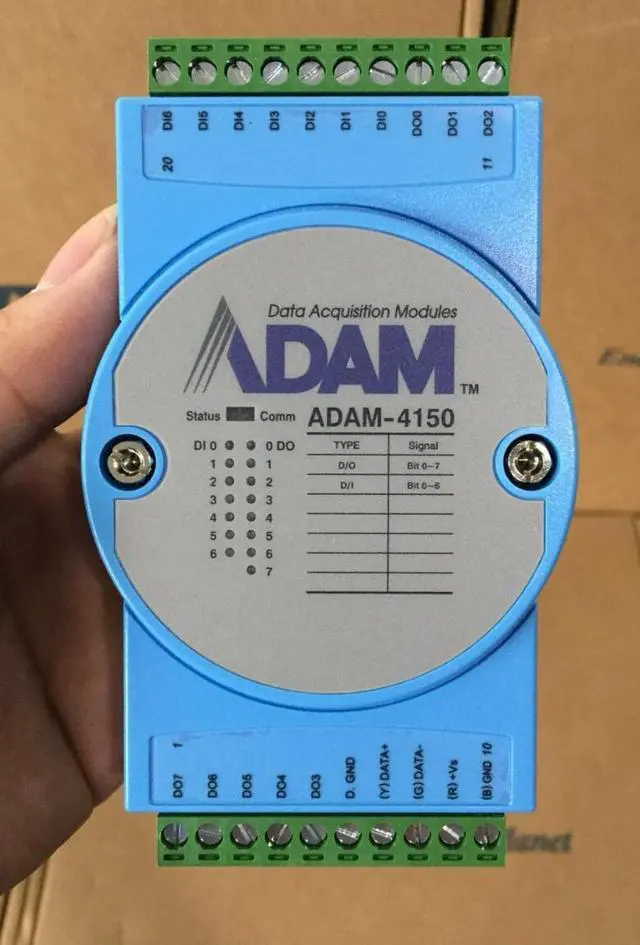 DI6 DI5 DI4 DI3 DI2 DI1 DI0 DO0 DO1 DO2
20 11
Data Acquisition Modules
ADAM TM
Status Comm ADAM-4150
DI 0 0 DO TYPE Signal
1 1 D/O Bit 0~7
2 2 D/I Bit 0~6
3 3
4 4
5 5
6 6
7
1 10
DO7 DO6 DO5 DO4 DO3 D. GND (Y) DATA+ (G) DATA- (R) +Vs (B) GND
lanet